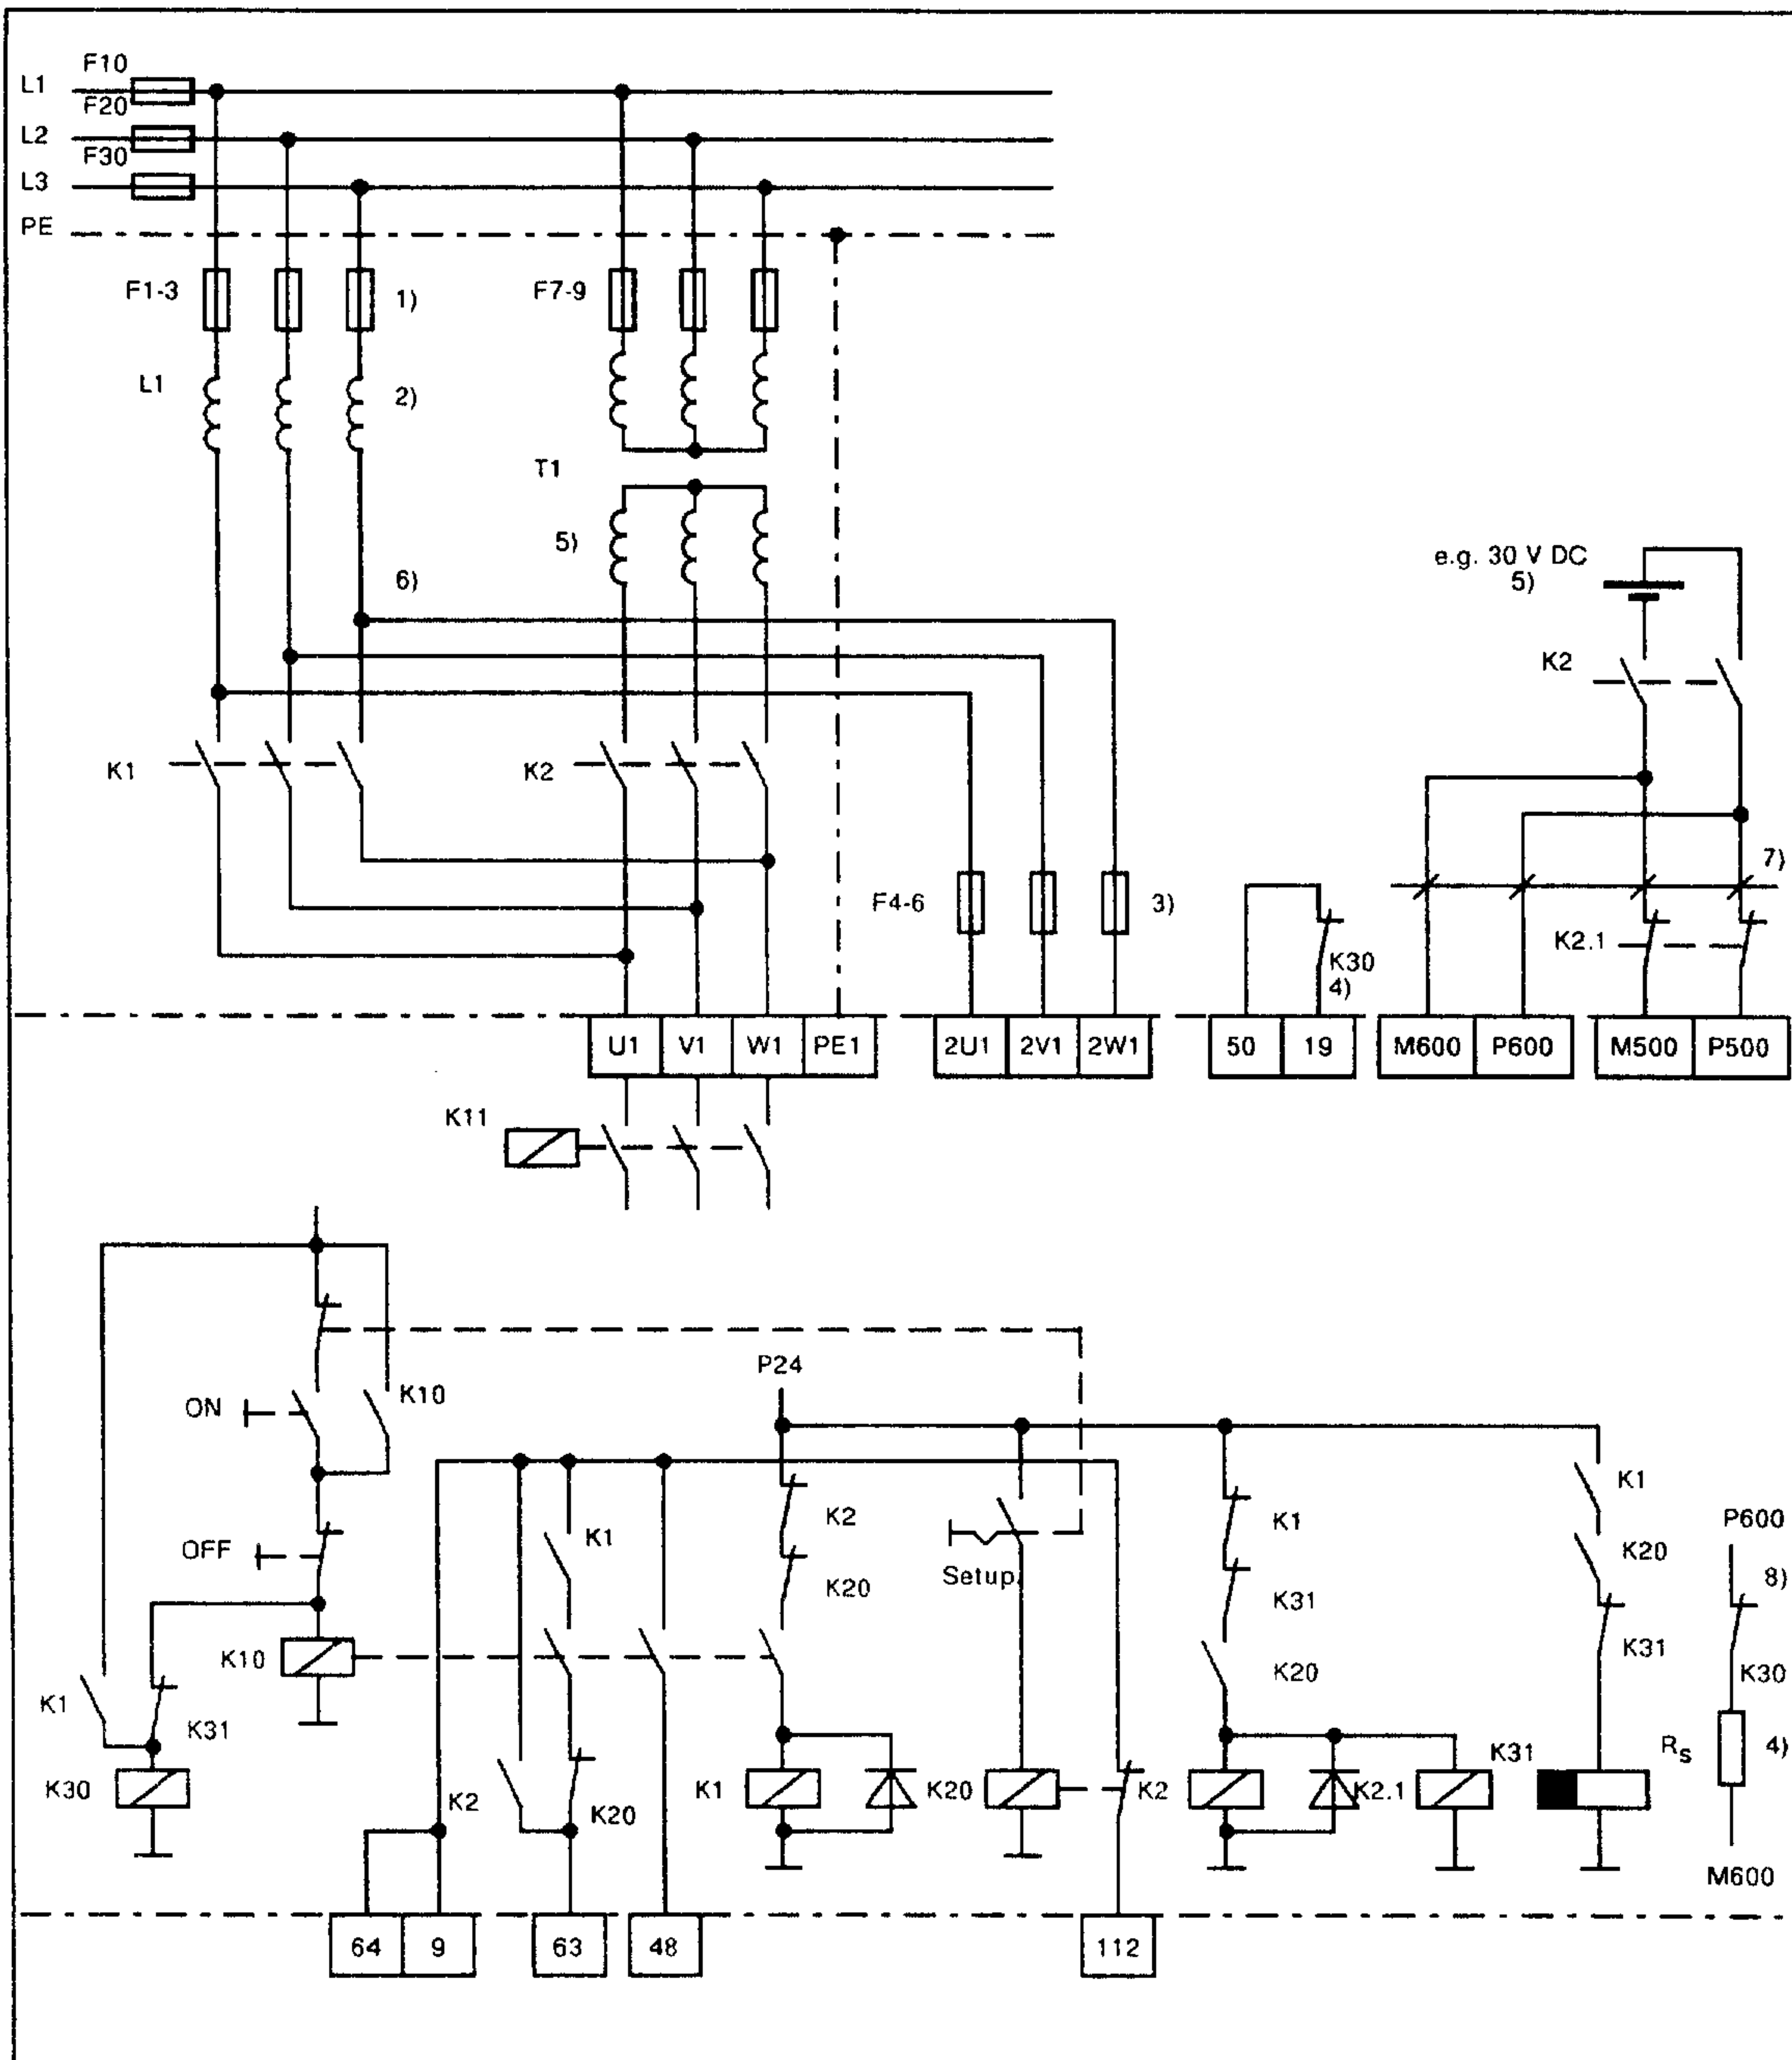 F10
L1
F20
L2
F30
L3
PE
F1-3
1)
F7-9
L1
2)
T1
5)
6)
e.g. 30 V DC
5)
K2
K1
K2
7)
F4-6
3)
K2.1
K30
4)
U1 V1 W1 PE1 2U1 2V1 2W1 50 19 M600 P600 M500 P500
K11
P24
ON
K10
K1
P600
K2
K1
K1
K20
8)
OFF
K20
Setup
K31
K31
K10
K20
K30
K1
K31
K31
Rs
4)
K30
K2
K20
K1
K20
K2
K2.1
M600
64 9 63 48 112